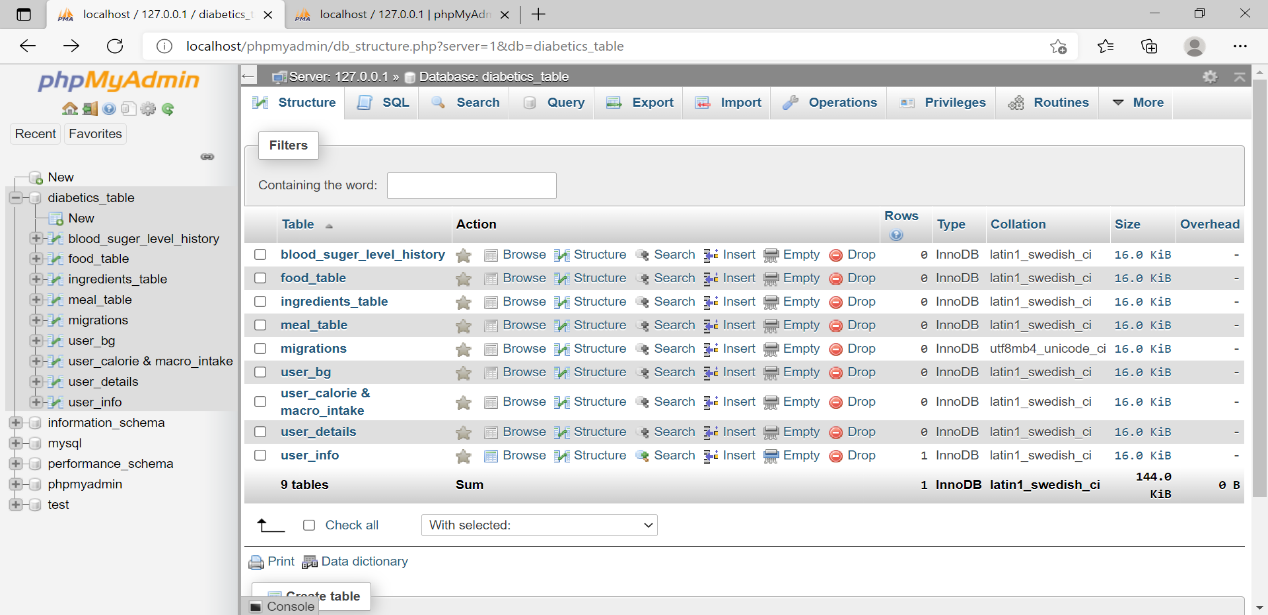 localhost / 127.0.0.1 / diabetics_t
localhost / 127.0.0.1 | phpMyAdm
localhost/phpmyadmin/db_structure.php?server=1&db=diabetics_table
phpMyAdmin
Recent Favorites
New
diabetics_table
New
blood_suger_level_history
food_table
ingredients_table
meal_table
migrations
user_bg
user_calorie & macro_intake
user_details
user_info
information_schema
mysql
performance_schema
phpmyadmin
test
Server: 127.0.0.1 » Database: diabetics_table
Structure SQL Search Query Export Import Operations Privileges Routines More
Filters
Containing the word:
Table Action Rows Type Collation Size Overhead
blood_suger_level_history Browse Structure Search Insert Empty Drop 0 InnoDB latin1_swedish_ci 16.0 KiB -
food_table Browse Structure Search Insert Empty Drop 0 InnoDB latin1_swedish_ci 16.0 KiB -
ingredients_table Browse Structure Search Insert Empty Drop 0 InnoDB latin1_swedish_ci 16.0 KiB -
meal_table Browse Structure Search Insert Empty Drop 0 InnoDB latin1_swedish_ci 16.0 KiB -
migrations Browse Structure Search Insert Empty Drop 0 InnoDB utf8mb4_unicode_ci 16.0 KiB -
user_bg Browse Structure Search Insert Empty Drop 0 InnoDB latin1_swedish_ci 16.0 KiB -
user_calorie &
macro_intake Browse Structure Search Insert Empty Drop 0 InnoDB latin1_swedish_ci 16.0 KiB -
user_details Browse Structure Search Insert Empty Drop 0 InnoDB latin1_swedish_ci 16.0 KiB -
user_info Browse Structure Search Insert Empty Drop 1 InnoDB latin1_swedish_ci 16.0 KiB -
9 tables Sum 1 InnoDB latin1_swedish_ci 144.0 KiB 0 B
Check all With selected:
Print Data dictionary
Create table
Console